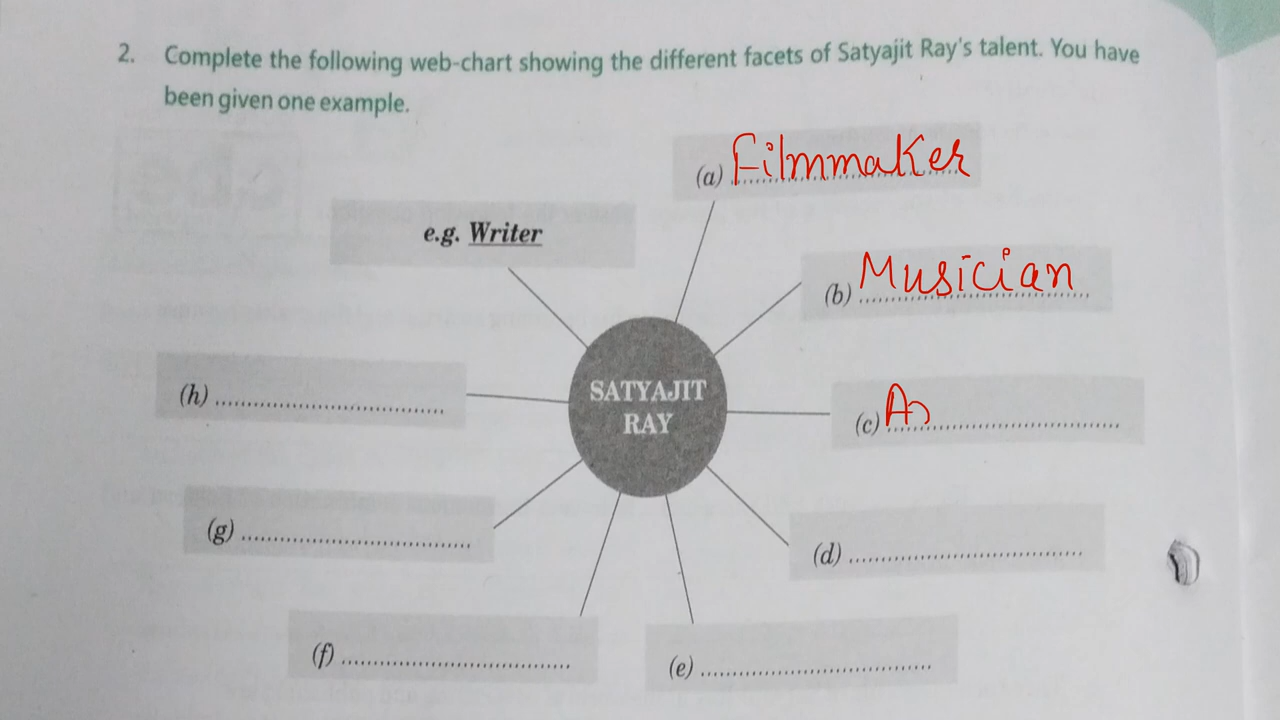 2. Complete the following web-chart showing the different facets of Satyajit Ray's talent. You have
been given one example.
(a) Filmmaker
e.g. Writer
(b) Musician
SATYAJIT
RAY
(h) ........................................
(c) ........................................
(g) ........................................
(d) ........................................
(f) ........................................
(e) ........................................